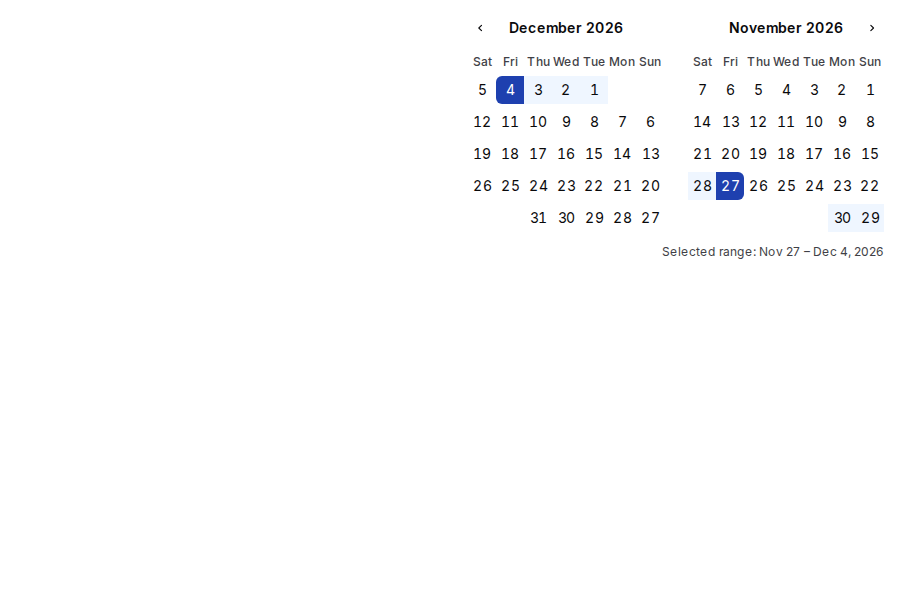 ‹ December 2026
Sat Fri Thu Wed Tue Mon Sun
5 4 3 2 1
12 11 10 9 8 7 6
19 18 17 16 15 14 13
26 25 24 23 22 21 20
31 30 29 28 27
November 2026 ›
Sat Fri Thu Wed Tue Mon Sun
7 6 5 4 3 2 1
14 13 12 11 10 9 8
21 20 19 18 17 16 15
28 27 26 25 24 23 22
30 29
Selected range: Nov 27 – Dec 4, 2026